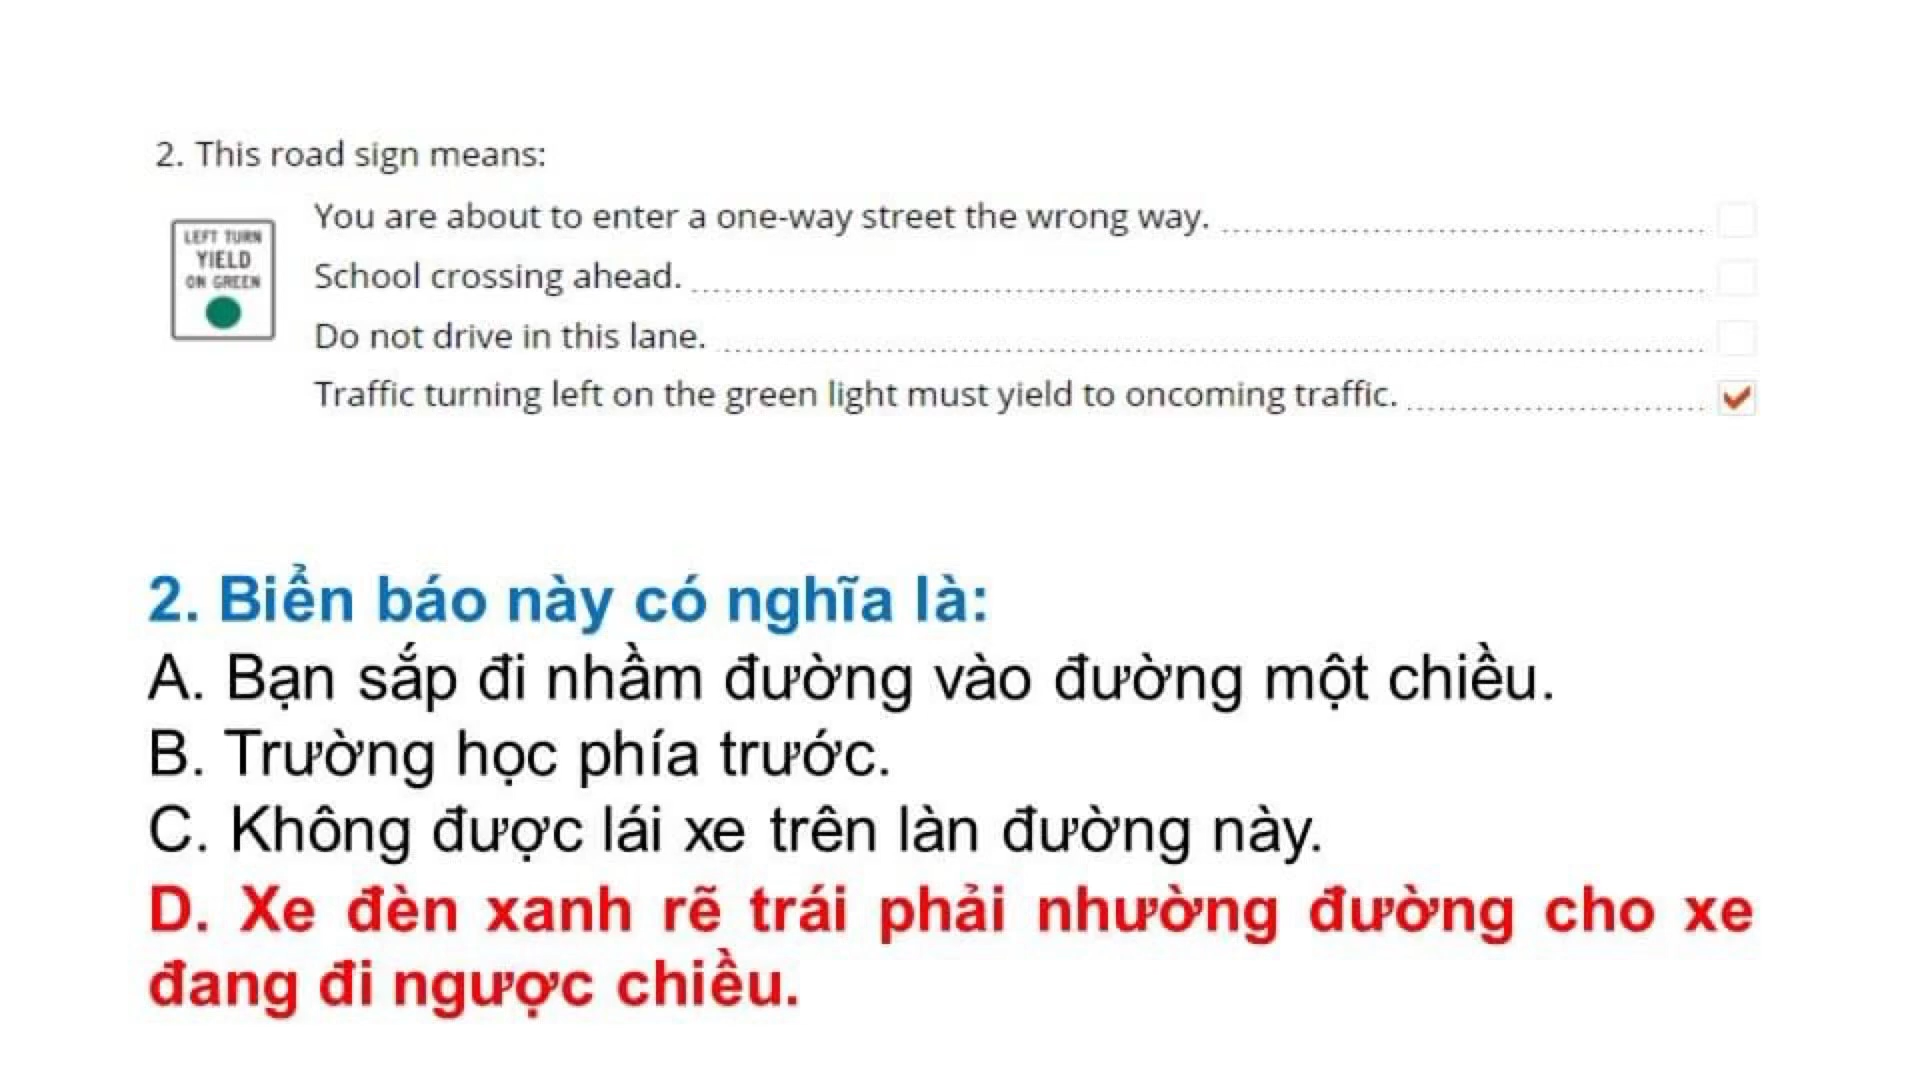 2. This road sign means:
LEFT TURN
YIELD
ON GREEN
You are about to enter a one-way street the wrong way.
School crossing ahead.
Do not drive in this lane.
Traffic turning left on the green light must yield to oncoming traffic.
2. Biển báo này có nghĩa là:
A. Bạn sắp đi nhầm đường vào đường một chiều.
B. Trường học phía trước.
C. Không được lái xe trên làn đường này.
D. Xe đèn xanh rẽ trái phải nhường đường cho xe
đang đi ngược chiều.